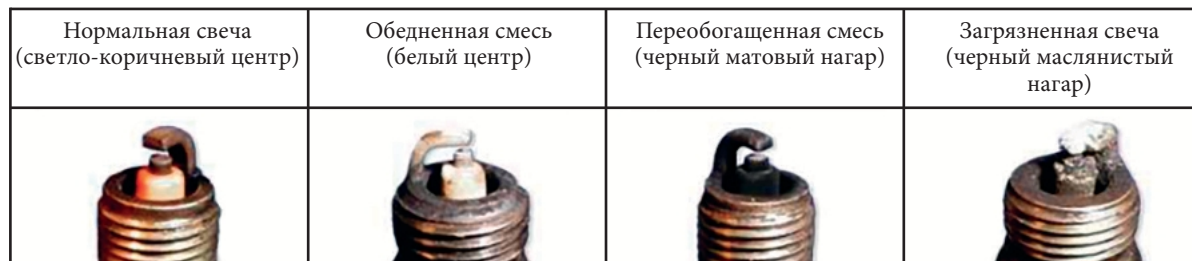 Нормальная свеча
(светло-коричневый центр)
Обедненная смесь
(белый центр)
Переобогащенная смесь
(черный матовый нагар)
Загрязненная свеча
(черный маслянистый
нагар)